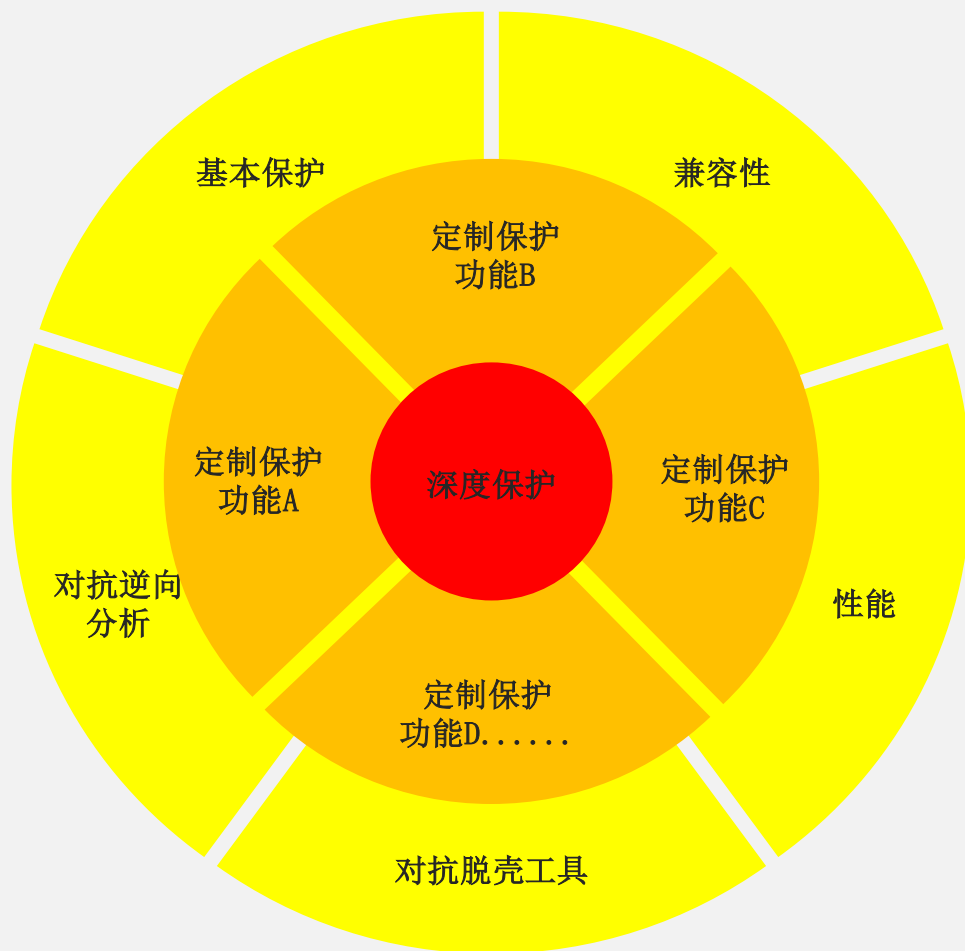 基本保护
兼容性
定制保护
功能B
定制保护
功能A
深度保护
定制保护
功能C
对抗逆向
分析
性能
定制保护
功能D......
对抗脱壳工具